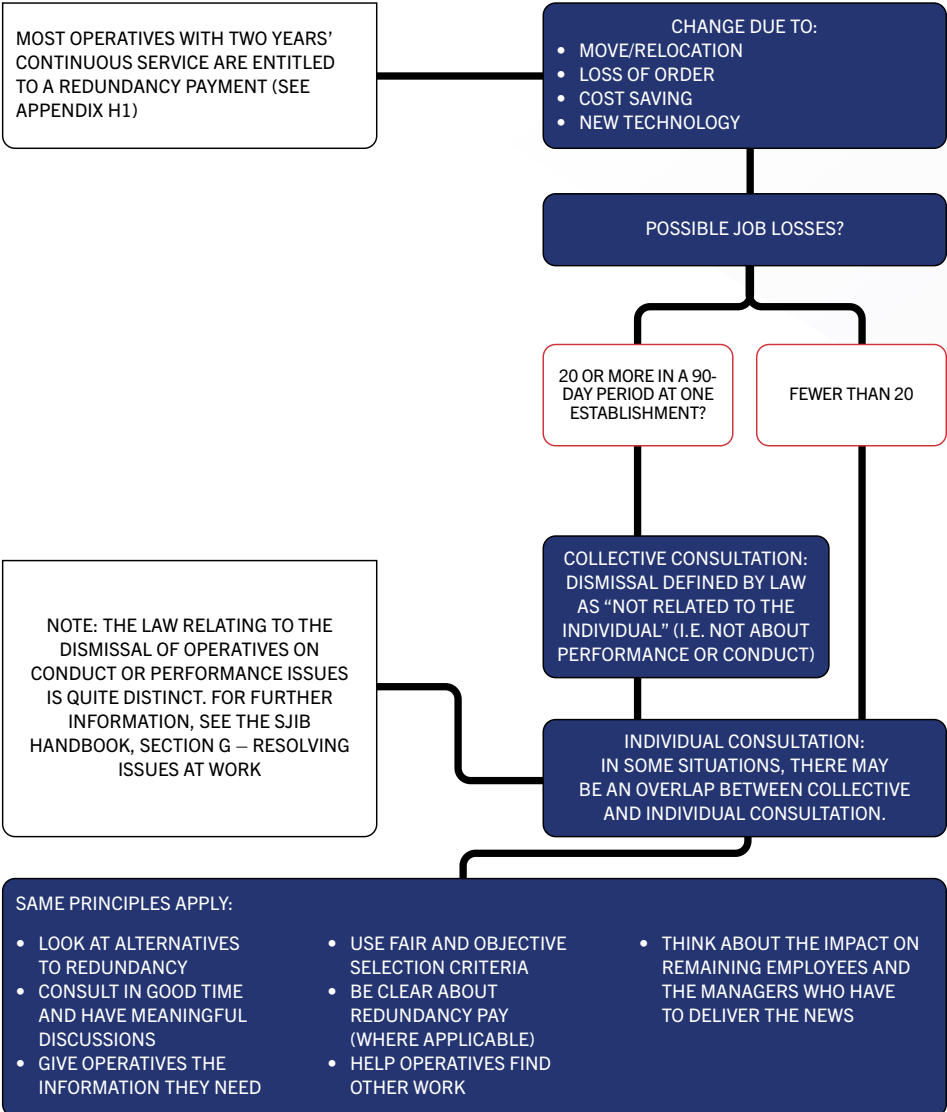 MOST OPERATIVES WITH TWO YEARS’
CONTINUOUS SERVICE ARE ENTITLED
TO A REDUNDANCY PAYMENT (SEE
APPENDIX H1)
CHANGE DUE TO:
• MOVE/RELOCATION
• LOSS OF ORDER
• COST SAVING
• NEW TECHNOLOGY
POSSIBLE JOB LOSSES?
20 OR MORE IN A 90-
DAY PERIOD AT ONE
ESTABLISHMENT?
FEWER THAN 20
COLLECTIVE CONSULTATION:
DISMISSAL DEFINED BY LAW
AS “NOT RELATED TO THE
INDIVIDUAL” (I.E. NOT ABOUT
PERFORMANCE OR CONDUCT)
NOTE: THE LAW RELATING TO THE
DISMISSAL OF OPERATIVES ON
CONDUCT OR PERFORMANCE ISSUES
IS QUITE DISTINCT. FOR FURTHER
INFORMATION, SEE THE SJIB
HANDBOOK, SECTION G – RESOLVING
ISSUES AT WORK
INDIVIDUAL CONSULTATION:
IN SOME SITUATIONS, THERE MAY
BE AN OVERLAP BETWEEN COLLECTIVE
AND INDIVIDUAL CONSULTATION.
SAME PRINCIPLES APPLY:
• LOOK AT ALTERNATIVES
TO REDUNDANCY
• CONSULT IN GOOD TIME
AND HAVE MEANINGFUL
DISCUSSIONS
• GIVE OPERATIVES THE
INFORMATION THEY NEED
• USE FAIR AND OBJECTIVE
SELECTION CRITERIA
• BE CLEAR ABOUT
REDUNDANCY PAY
(WHERE APPLICABLE)
• HELP OPERATIVES FIND
OTHER WORK
• THINK ABOUT THE IMPACT ON
REMAINING EMPLOYEES AND
THE MANAGERS WHO HAVE
TO DELIVER THE NEWS